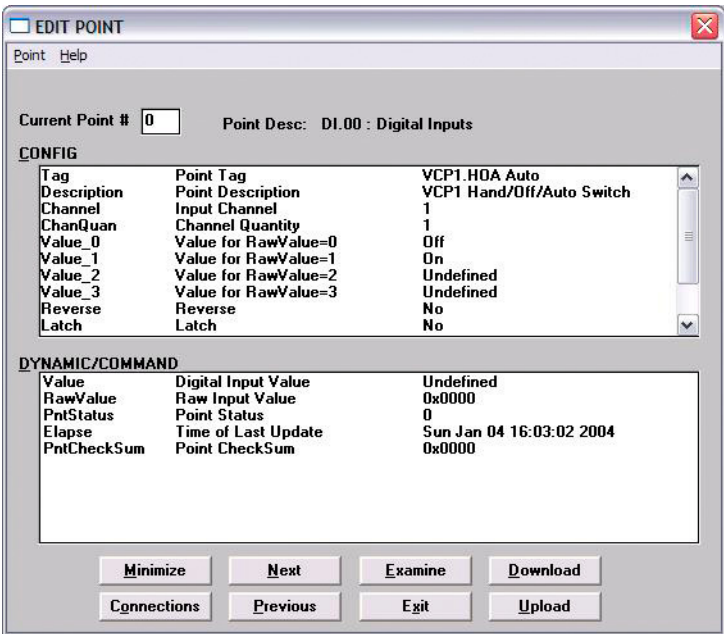 EDIT POINT
Point Help
Current Point # 0 Point Desc: DI.00 : Digital Inputs
CONFIG
Tag Point Tag VCP1.HOA Auto
Description Point Description VCP1 Hand/Off/Auto Switch
Channel Input Channel 1
ChanQuan Channel Quantity 1
Value_0 Value for RawValue=0 Off
Value_1 Value for RawValue=1 On
Value_2 Value for RawValue=2 Undefined
Value_3 Value for RawValue=3 Undefined
Reverse Reverse No
Latch Latch No
DYNAMIC/COMMAND
Value Digital Input Value Undefined
RawValue Raw Input Value 0x0000
PntStatus Point Status 0
Elapse Time of Last Update Sun Jan 04 16:03:02 2004
PntCheckSum Point CheckSum 0x0000
Minimize Next Examine Download
Connections Previous Exit Upload